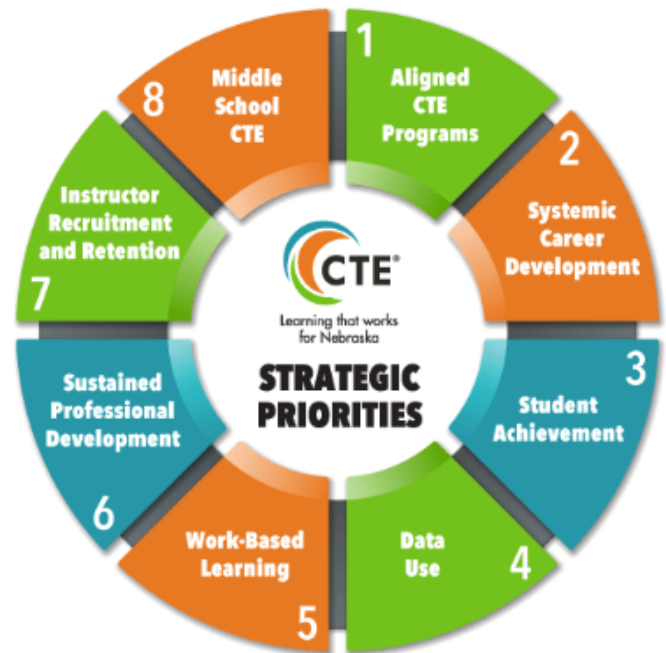 1
Aligned
CTE
Programs
2
Systemic
Career
Development
3
Student
Achievement
4
Data
Use
5
Work-Based
Learning
6
Sustained
Professional
Development
7
Instructor
Recruitment
and Retention
8
Middle
School
CTE
CTE®
Learning that works
for Nebraska
STRATEGIC
PRIORITIES